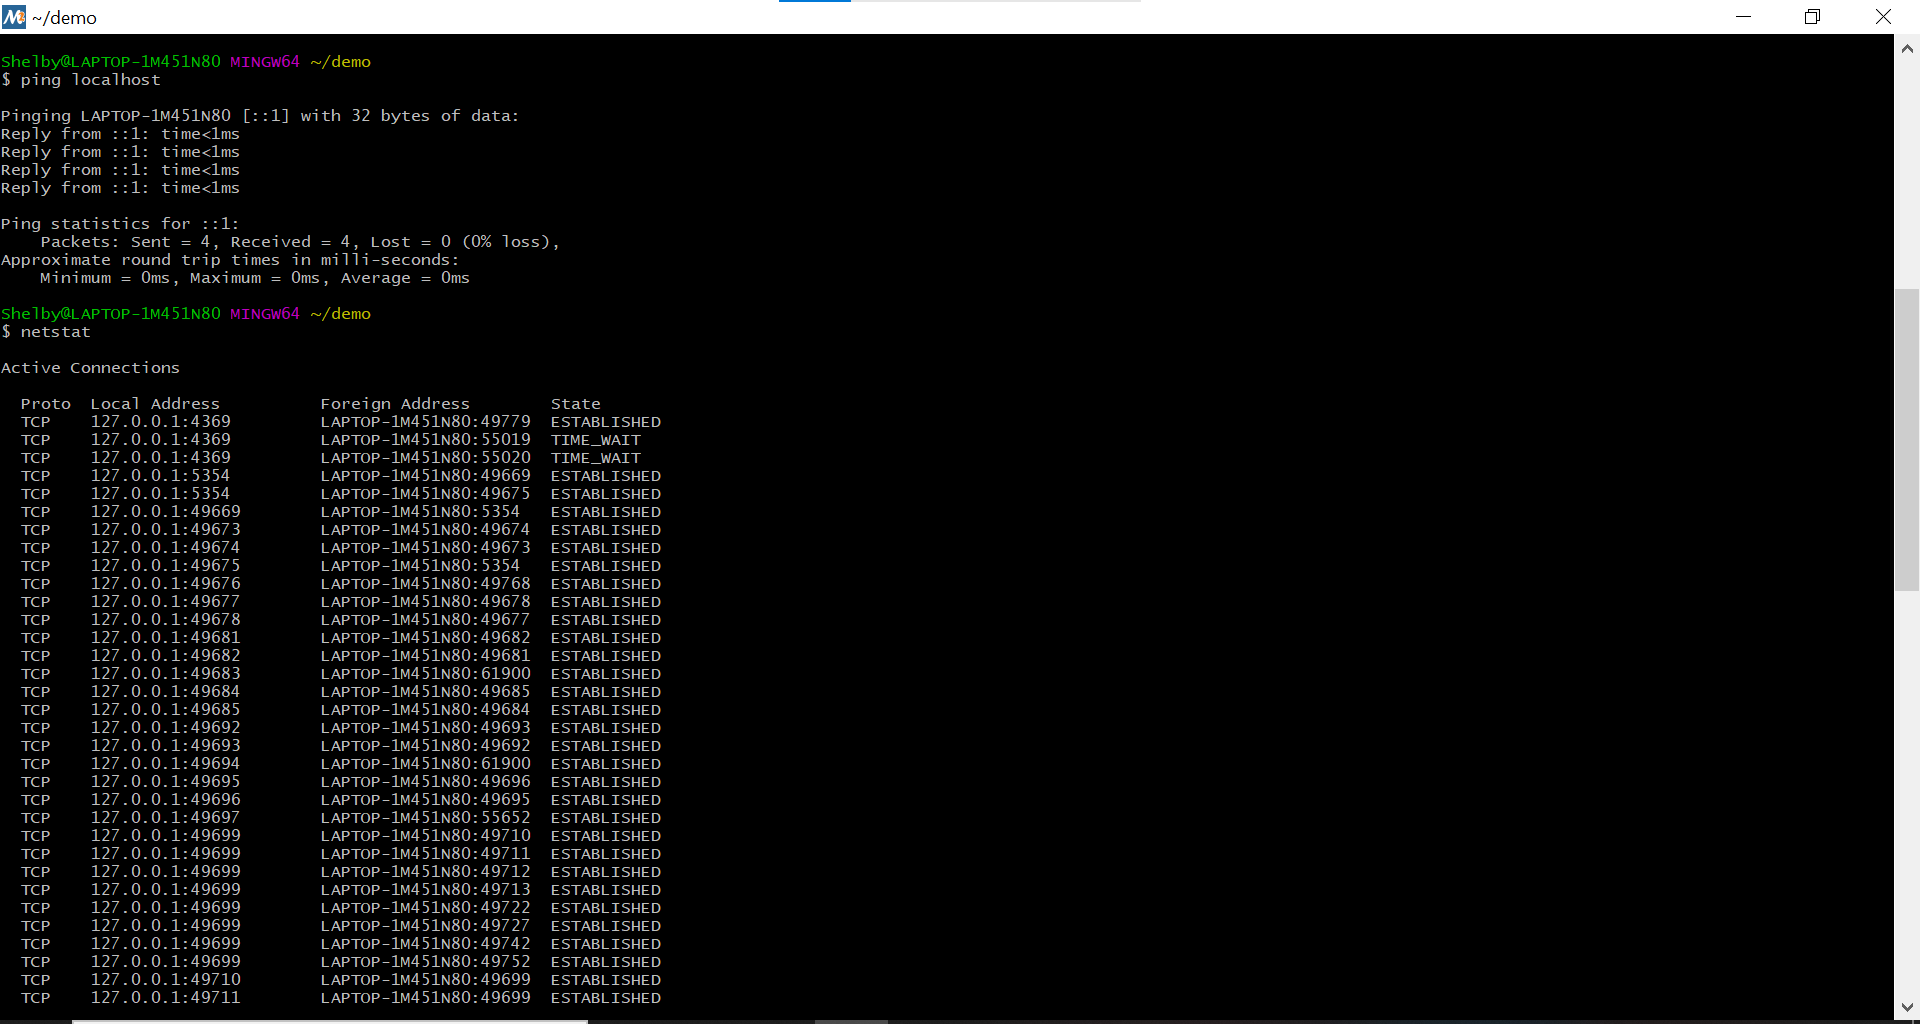 ~/demo
Shelby@LAPTOP-1M451N80 MINGW64 ~/demo
$ ping localhost
Pinging LAPTOP-1M451N80 [::1] with 32 bytes of data:
Reply from ::1: time<1ms
Reply from ::1: time<1ms
Reply from ::1: time<1ms
Reply from ::1: time<1ms
Ping statistics for ::1:
    Packets: Sent = 4, Received = 4, Lost = 0 (0% loss),
Approximate round trip times in milli-seconds:
    Minimum = 0ms, Maximum = 0ms, Average = 0ms
Shelby@LAPTOP-1M451N80 MINGW64 ~/demo
$ netstat
Active Connections
  Proto  Local Address          Foreign Address        State
  TCP    127.0.0.1:4369         LAPTOP-1M451N80:49779  ESTABLISHED
  TCP    127.0.0.1:4369         LAPTOP-1M451N80:55019  TIME_WAIT
  TCP    127.0.0.1:4369         LAPTOP-1M451N80:55020  TIME_WAIT
  TCP    127.0.0.1:5354         LAPTOP-1M451N80:49669  ESTABLISHED
  TCP    127.0.0.1:5354         LAPTOP-1M451N80:49675  ESTABLISHED
  TCP    127.0.0.1:49669        LAPTOP-1M451N80:5354   ESTABLISHED
  TCP    127.0.0.1:49673        LAPTOP-1M451N80:49674  ESTABLISHED
  TCP    127.0.0.1:49674        LAPTOP-1M451N80:49673  ESTABLISHED
  TCP    127.0.0.1:49675        LAPTOP-1M451N80:5354   ESTABLISHED
  TCP    127.0.0.1:49676        LAPTOP-1M451N80:49768  ESTABLISHED
  TCP    127.0.0.1:49677        LAPTOP-1M451N80:49678  ESTABLISHED
  TCP    127.0.0.1:49678        LAPTOP-1M451N80:49677  ESTABLISHED
  TCP    127.0.0.1:49681        LAPTOP-1M451N80:49682  ESTABLISHED
  TCP    127.0.0.1:49682        LAPTOP-1M451N80:49681  ESTABLISHED
  TCP    127.0.0.1:49683        LAPTOP-1M451N80:61900  ESTABLISHED
  TCP    127.0.0.1:49684        LAPTOP-1M451N80:49685  ESTABLISHED
  TCP    127.0.0.1:49685        LAPTOP-1M451N80:49684  ESTABLISHED
  TCP    127.0.0.1:49692        LAPTOP-1M451N80:49693  ESTABLISHED
  TCP    127.0.0.1:49693        LAPTOP-1M451N80:49692  ESTABLISHED
  TCP    127.0.0.1:49694        LAPTOP-1M451N80:61900  ESTABLISHED
  TCP    127.0.0.1:49695        LAPTOP-1M451N80:49696  ESTABLISHED
  TCP    127.0.0.1:49696        LAPTOP-1M451N80:49695  ESTABLISHED
  TCP    127.0.0.1:49697        LAPTOP-1M451N80:55652  ESTABLISHED
  TCP    127.0.0.1:49699        LAPTOP-1M451N80:49710  ESTABLISHED
  TCP    127.0.0.1:49699        LAPTOP-1M451N80:49711  ESTABLISHED
  TCP    127.0.0.1:49699        LAPTOP-1M451N80:49712  ESTABLISHED
  TCP    127.0.0.1:49699        LAPTOP-1M451N80:49713  ESTABLISHED
  TCP    127.0.0.1:49699        LAPTOP-1M451N80:49722  ESTABLISHED
  TCP    127.0.0.1:49699        LAPTOP-1M451N80:49727  ESTABLISHED
  TCP    127.0.0.1:49699        LAPTOP-1M451N80:49742  ESTABLISHED
  TCP    127.0.0.1:49699        LAPTOP-1M451N80:49752  ESTABLISHED
  TCP    127.0.0.1:49710        LAPTOP-1M451N80:49699  ESTABLISHED
  TCP    127.0.0.1:49711        LAPTOP-1M451N80:49699  ESTABLISHED